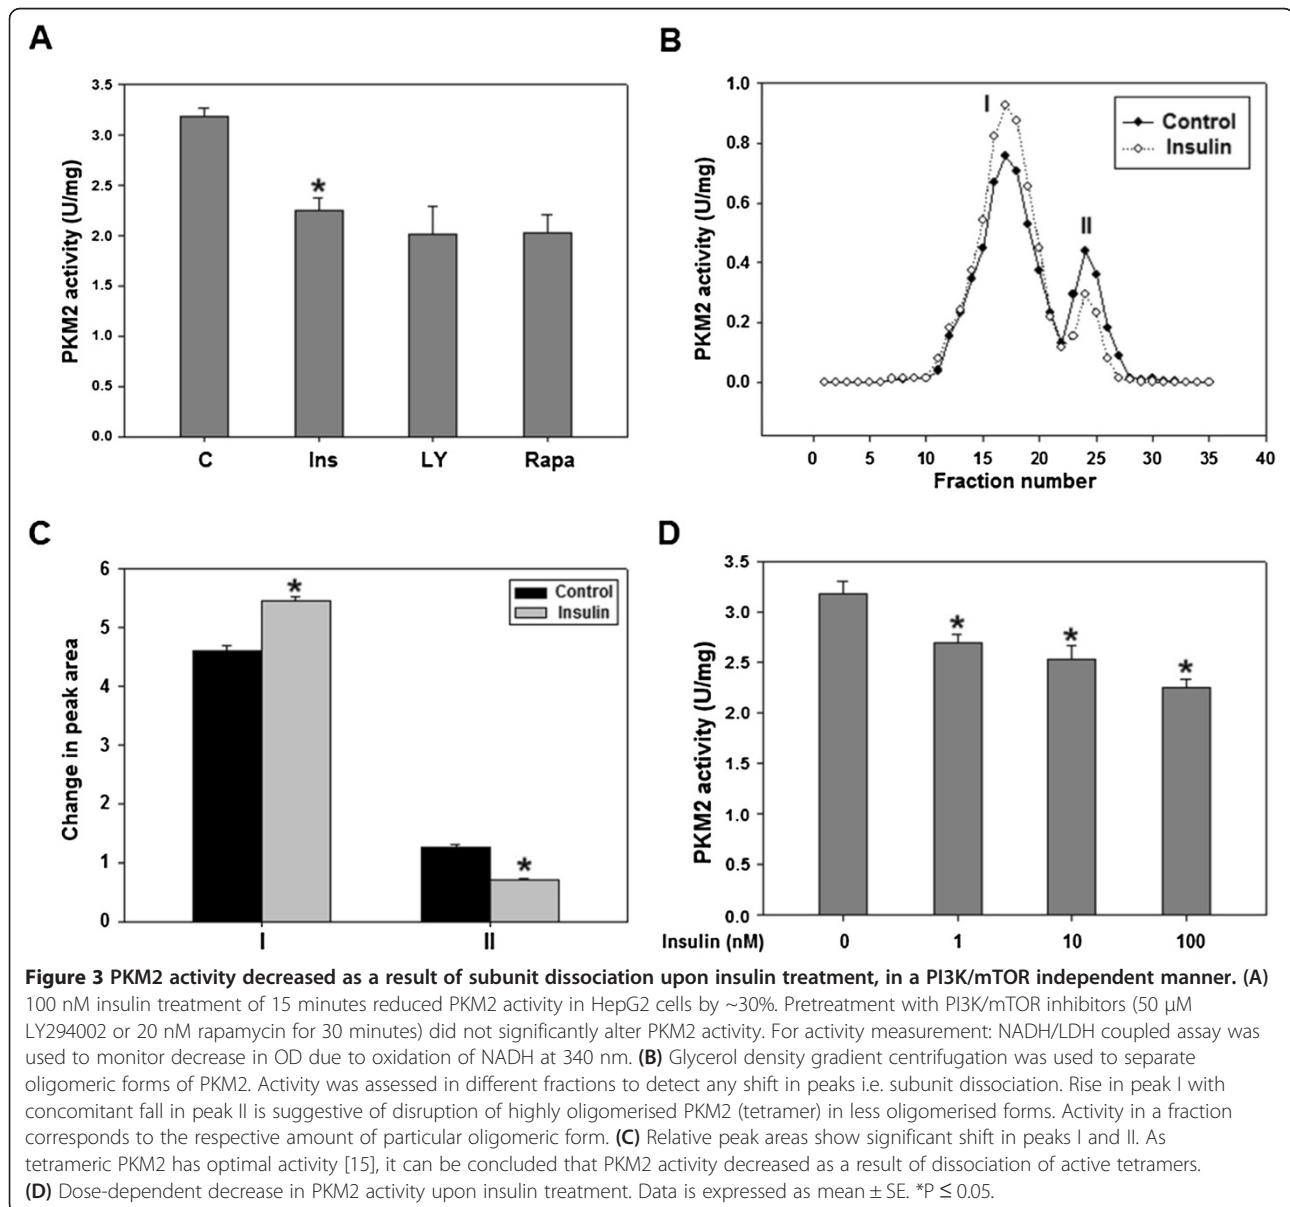 A
PKM2 activity (U/mg)
3.5
3.0
2.5
2.0
1.5
1.0
0.5
0.0
*
C Ins LY Rapa
B
PKM2 activity (U/mg)
1.0
0.8
0.6
0.4
0.2
0.0
I
II
Control
Insulin
0 5 10 15 20 25 30 35 40
Fraction number
C
Change in peak area
6
5
4
3
2
1
0
*
*
Control
Insulin
I II
D
PKM2 activity (U/mg)
3.5
3.0
2.5
2.0
1.5
1.0
0.5
0.0
*
*
*
Insulin (nM) 0 1 10 100
Figure 3 PKM2 activity decreased as a result of subunit dissociation upon insulin treatment, in a PI3K/mTOR independent manner. (A)
100 nM insulin treatment of 15 minutes reduced PKM2 activity in HepG2 cells by ~30%. Pretreatment with PI3K/mTOR inhibitors (50 μM
LY294002 or 20 nM rapamycin for 30 minutes) did not significantly alter PKM2 activity. For activity measurement: NADH/LDH coupled assay was
used to monitor decrease in OD due to oxidation of NADH at 340 nm. (B) Glycerol density gradient centrifugation was used to separate
oligomeric forms of PKM2. Activity was assessed in different fractions to detect any shift in peaks i.e. subunit dissociation. Rise in peak I with
concomitant fall in peak II is suggestive of disruption of highly oligomerised PKM2 (tetramer) in less oligomerised forms. Activity in a fraction
corresponds to the respective amount of particular oligomeric form. (C) Relative peak areas show significant shift in peaks I and II. As
tetrameric PKM2 has optimal activity [15], it can be concluded that PKM2 activity decreased as a result of dissociation of active tetramers.
(D) Dose-dependent decrease in PKM2 activity upon insulin treatment. Data is expressed as mean ± SE. *P ≤ 0.05.